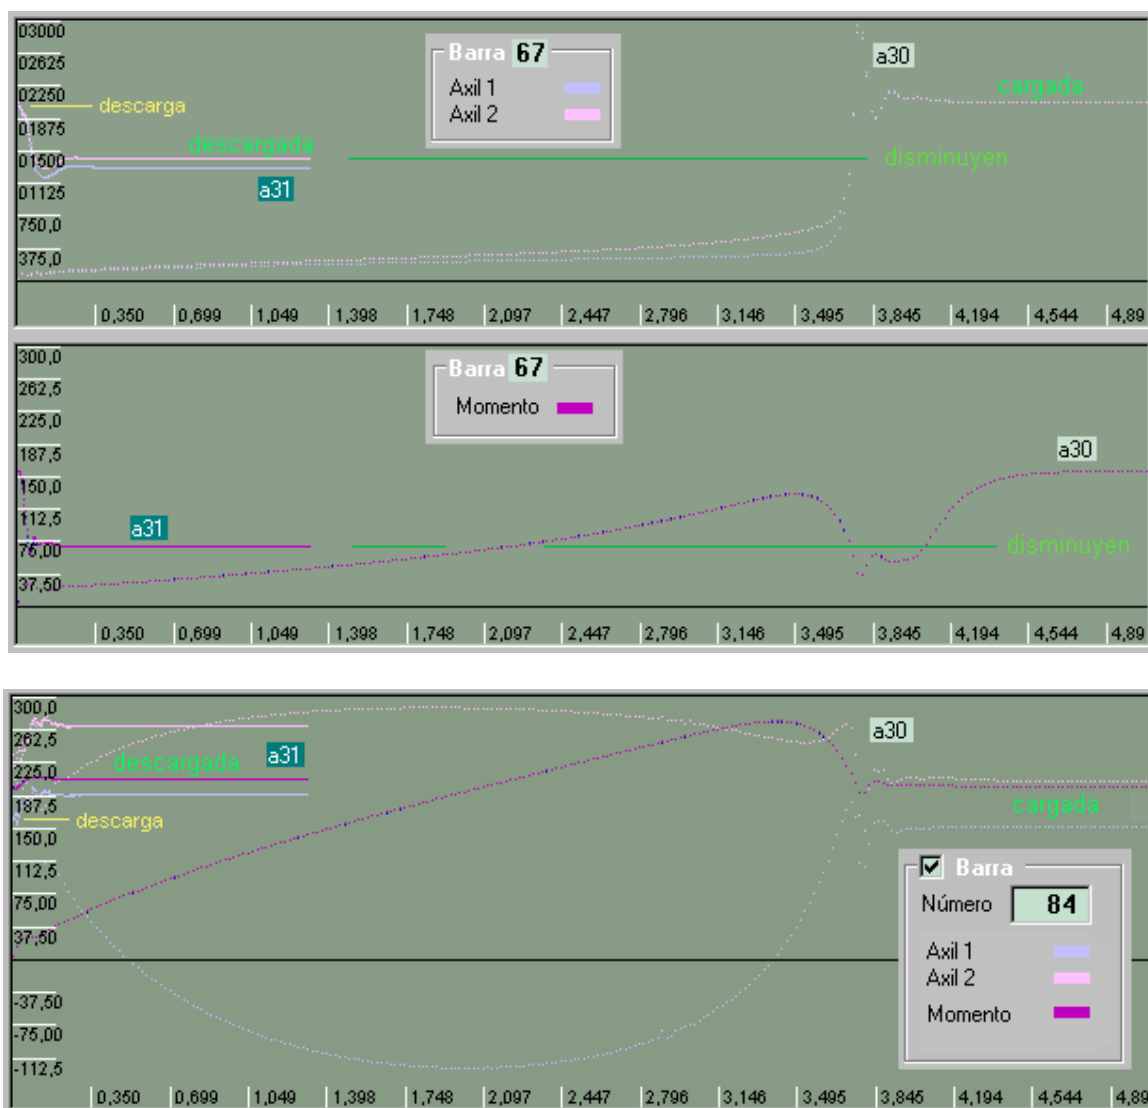 03000
02625
02250
01875
01500
01125
750,0
375,0
Barra 67
Axil 1
Axil 2
a30
descarga
cargada
descargada
disminuyen
a31
0,350 0,699 1,049 1,398 1,748 2,097 2,447 2,796 3,146 3,495 3,845 4,194 4,544 4,89
300,0
262,5
225,0
187,5
150,0
112,5
75,00
37,50
Barra 67
Momento
a30
a31
disminuyen
0,350 0,699 1,049 1,398 1,748 2,097 2,447 2,796 3,146 3,495 3,845 4,194 4,544 4,89
300,0
262,5
225,0
187,5
150,0
112,5
75,00
37,50
-37,50
-75,00
-112,5
a30
descargada
a31
cargada
descarga
Barra
Número 84
Axil 1
Axil 2
Momento
0,350 0,699 1,049 1,398 1,748 2,097 2,447 2,796 3,146 3,495 3,845 4,194 4,544 4,89